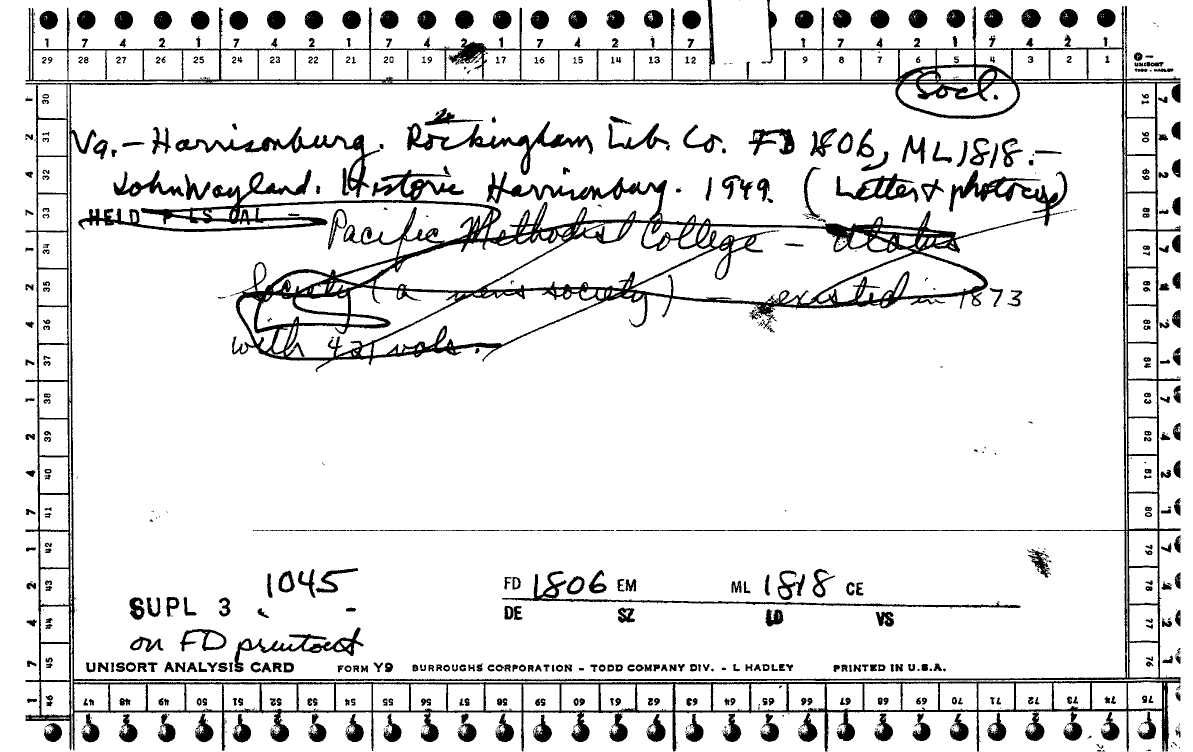 7 4 2 1 7 4 2 1 7 4 2 1 7 4 2 1 7 1 7 4 2 1 7 4 2 1
29 28 27 26 25 24 23 22 21 20 19 17 16 15 14 13 12 9 8 7 6 5 4 3 2 1
UNISORT
TODD - HADLEY
Socl.
Va. - Harrisonburg. Rockingham Lib. Co. FD 1806, ML 1818. -
John Wayland. Historic Harrisonburg. 1949. (Letter & photocop)
HELD F LS OAL -
Pacific Methodist College -
Society (a men's society) - existed in 1873
with 421 vols.
1045
SUPL 3
on FD printout
FD 1806 EM ML 1818 CE
DE SZ LD VS
UNISORT ANALYSIS CARD FORM Y9 BURROUGHS CORPORATION - TODD COMPANY DIV. - L HADLEY PRINTED IN U.S.A.
30 31 32 33 34 35 36 37 38 39 40 41 42 43 44 45 46
47 48 49 50 51 52 53 54 55 56 57 58 59 60 61 62 63 64 65 66 67 68 69 70 71 72 73 74 75
91 90 89 88 87 86 85 84 83 82 81 80 79 78 77 76